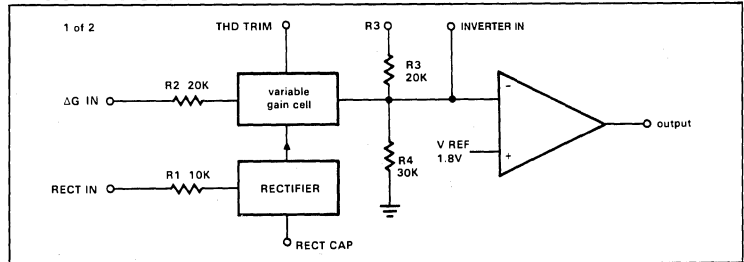 1 of 2
THD TRIM
R3
INVERTER IN
R3
20K
ΔG IN
R2 20K
variable
gain cell
−
output
V REF
1.8V
+
R4
30K
RECT IN
R1 10K
RECTIFIER
RECT CAP